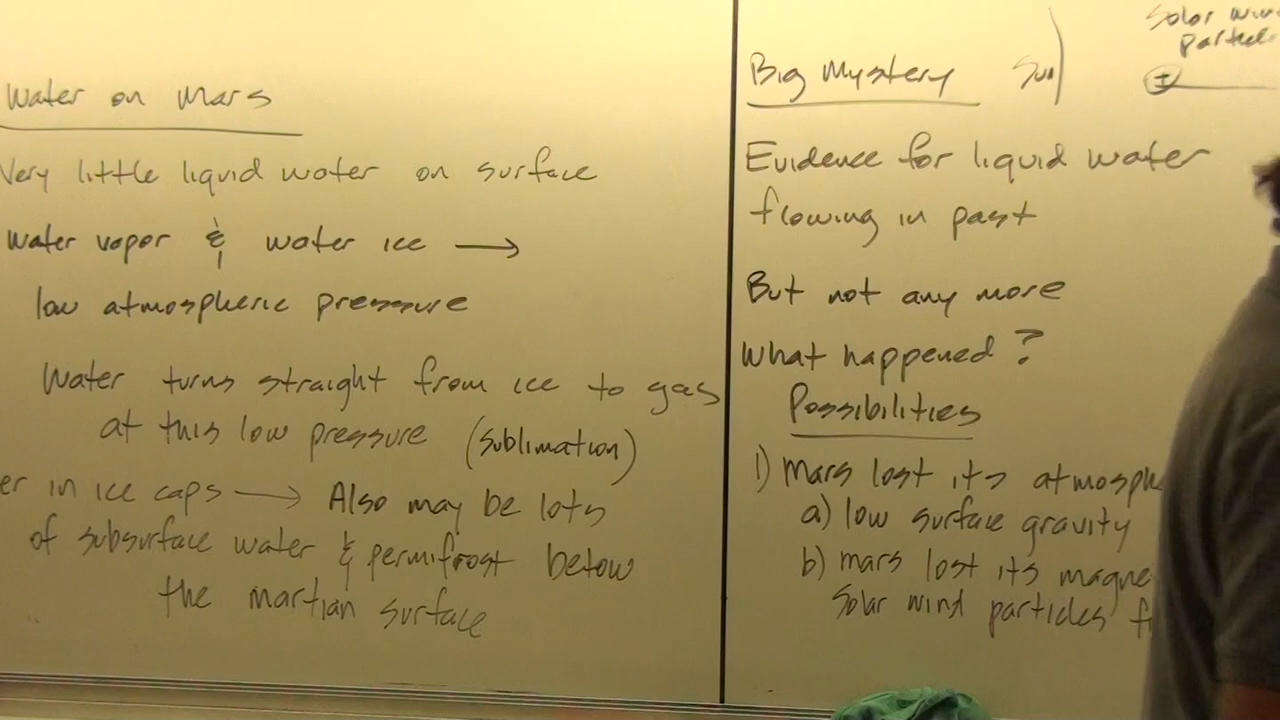 Water on Mars
Very little liquid water on surface
Water vapor & water ice →
low atmospheric pressure
Water turns straight from ice to gas
at this low pressure (sublimation)
er in ice caps → Also may be lots
of subsurface water & permifrost below
the martian surface
Big Mystery
Sun
Solar win
particle
±
Evidence for liquid water
flowing in past
But not any more
What happened?
Possibilities
1) Mars lost its atmosphe
a) low surface gravity
b) mars lost its magne
Solar wind particles f